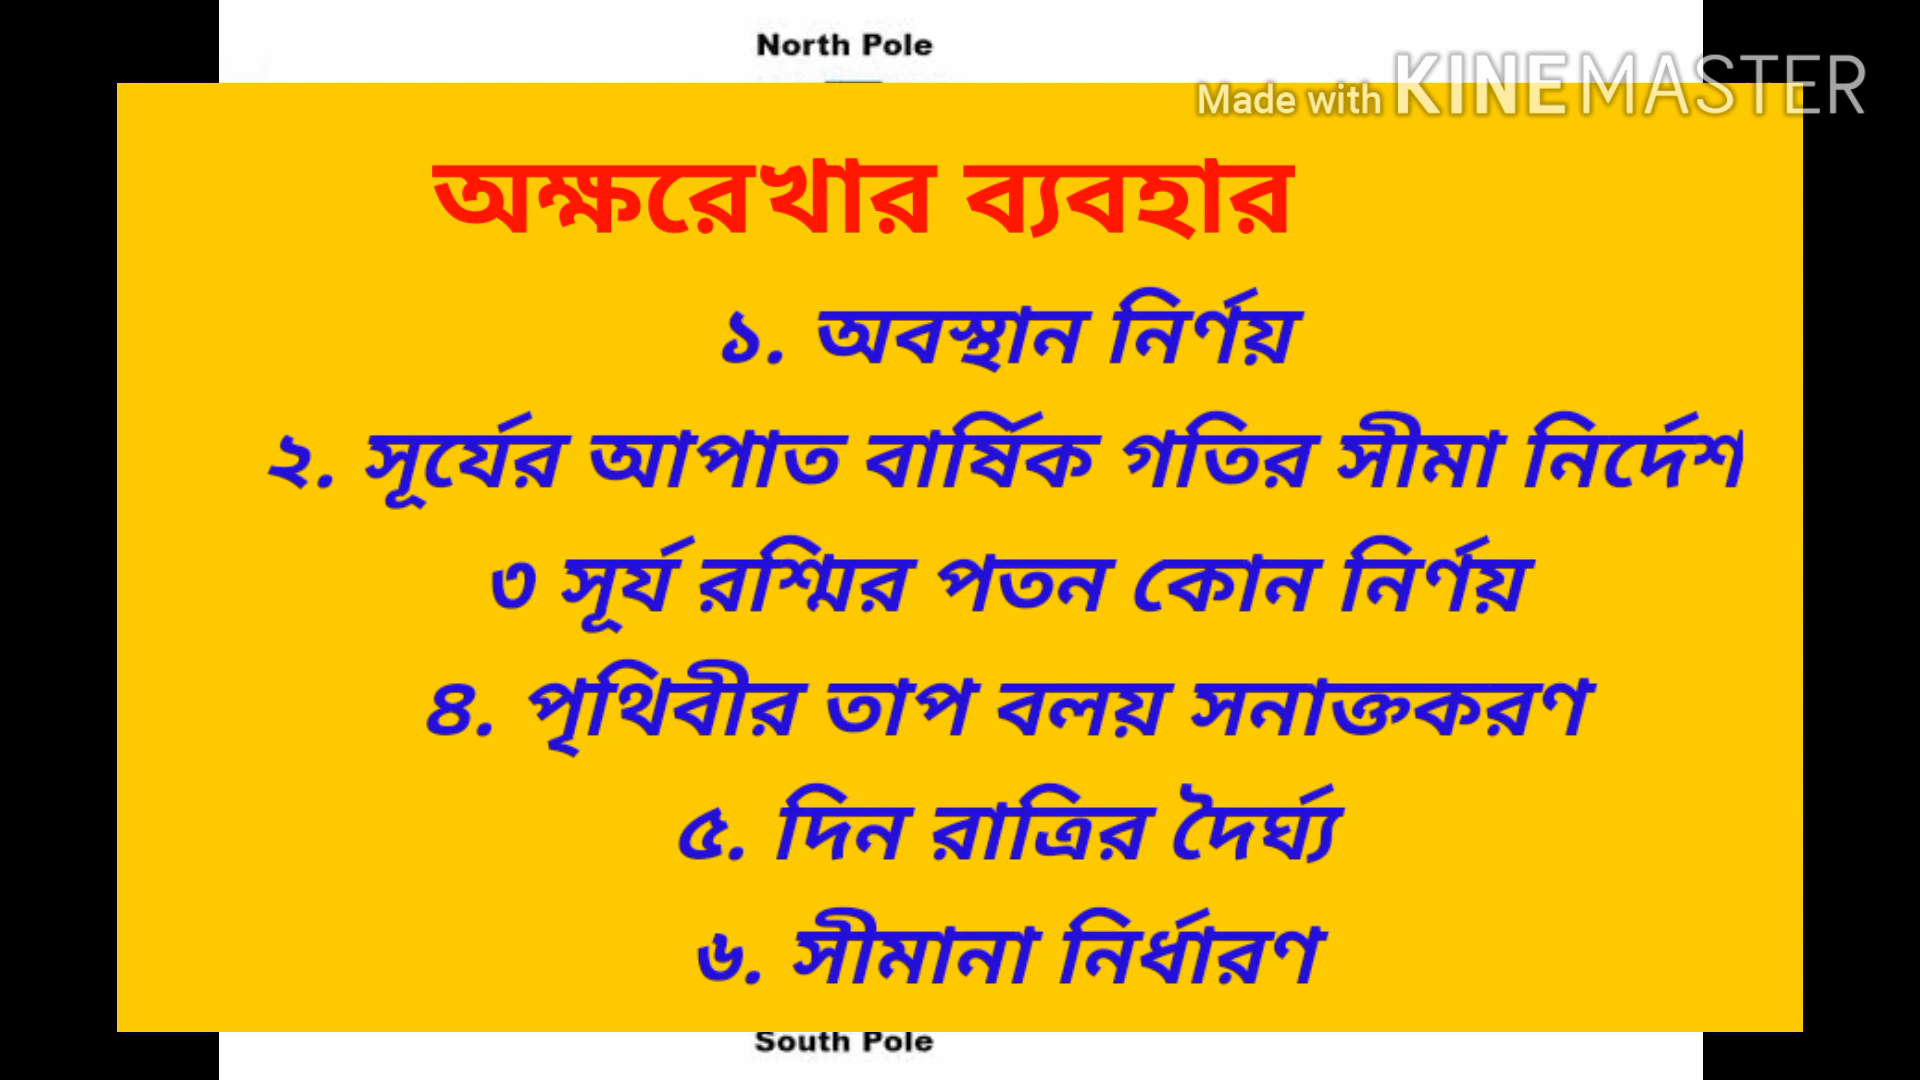 North Pole
Made with KINEMASTER
অক্ষরেখার ব্যবহার
১. অবস্থান নির্ণয়
২. সূর্যের আপাত বার্ষিক গতির সীমা নির্দেশ
৩ সূর্য রশ্মির পতন কোন নির্ণয়
৪. পৃথিবীর তাপ বলয় সনাক্তকরণ
৫. দিন রাত্রির দৈর্ঘ্য
৬. সীমানা নির্ধারণ
South Pole